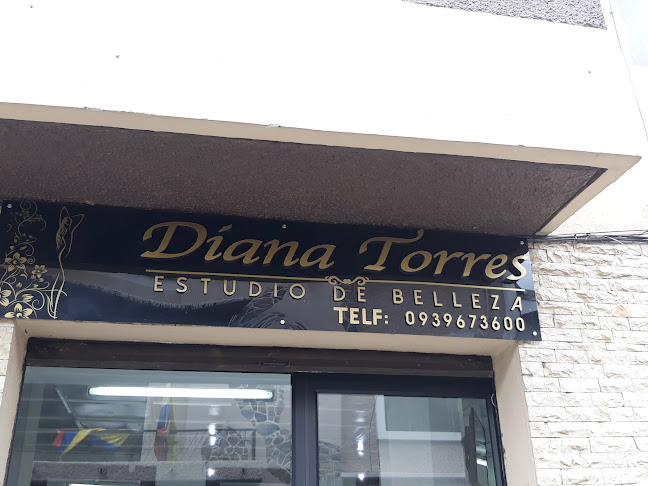 Diana Torres
ESTUDIO DE BELLEZA
TELF: 0939673600